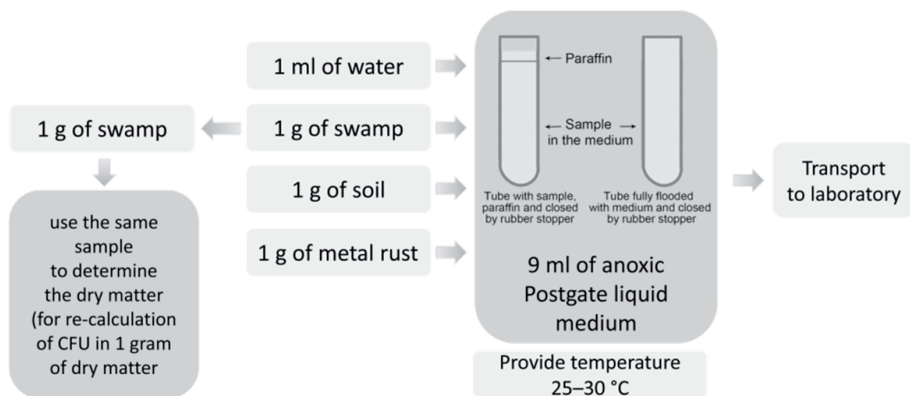 1 ml of water
1 g of swamp
1 g of swamp
1 g of soil
1 g of metal rust
use the same
sample
to determine
the dry matter
(for re-calculation
of CFU in 1 gram
of dry matter
Paraffin
Sample
in the medium
Tube with sample,
paraffin and closed
by rubber stopper
Tube fully flooded
with medium and closed
by rubber stopper
9 ml of anoxic
Postgate liquid
medium
Provide temperature
25–30 °C
Transport
to laboratory